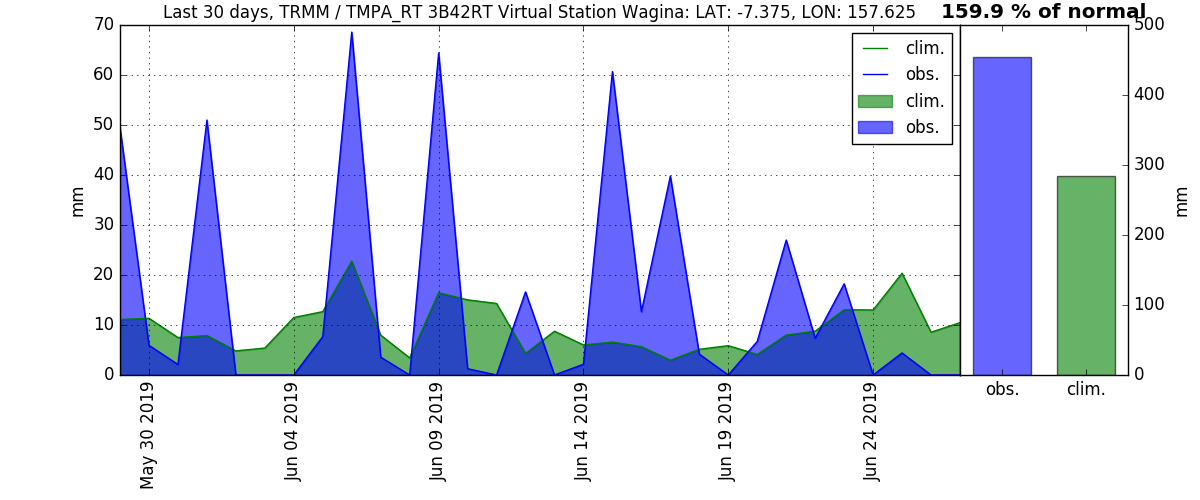 Last 30 days, TRMM / TMPA_RT 3B42RT Virtual Station Wagina: LAT: -7.375, LON: 157.625
159.9 % of normal
70
60
50
40
30
20
10
0
mm
May 30 2019
Jun 04 2019
Jun 09 2019
Jun 14 2019
Jun 19 2019
Jun 24 2019
clim.
obs.
clim.
obs.
500
400
300
200
100
0
mm
obs.
clim.